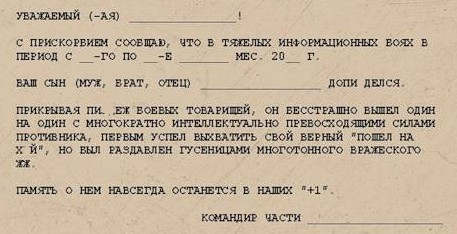 УВАЖАЕМЫЙ (-АЯ) ________________!
С ПРИСКОРБИЕМ СООБЩАЮ, ЧТО В ТЯЖЕЛЫХ ИНФОРМАЦИОННЫХ БОЯХ В
ПЕРИОД С __-ГО ПО __-Е _______ МЕС. 20__ Г.
ВАШ СЫН (МУЖ, БРАТ, ОТЕЦ) __________________ ДОПИ ДЕЛСЯ.
ПРИКРЫВАЯ ПИ.. ЕЖ БОЕВЫХ ТОВАРИЩЕЙ, ОН БЕССТРАШНО ВЫШЕЛ ОДИН
НА ОДИН С МНОГОКРАТНО ИНТЕЛЛЕКТУАЛЬНО ПРЕВОСХОДЯЩИМИ СИЛАМИ
ПРОТИВНИКА, ПЕРВЫМ УСПЕЛ ВЫХВАТИТЬ СВОЙ ВЕРНЫЙ "ПОШЕЛ НА
Х Й", НО БЫЛ РАЗДАВЛЕН ГУСЕНИЦАМИ МНОГОТОННОГО ВРАЖЕСКОГО
ЖЖ.
ПАМЯТЬ О НЕМ НАВСЕГДА ОСТАНЕТСЯ В НАШИХ "+1".
КОМАНДИР ЧАСТИ ____________________